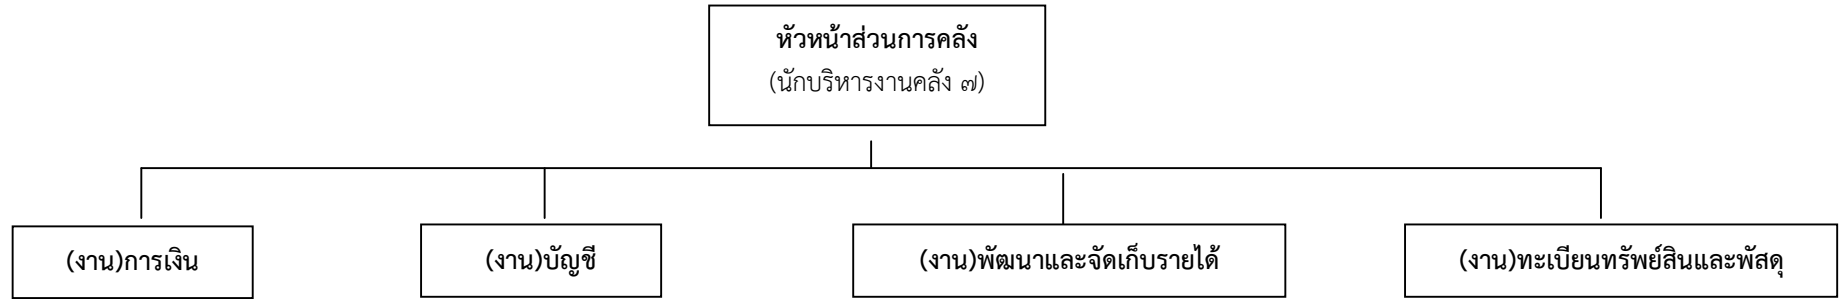 หัวหน้าส่วนการคลัง
(นักบริหารงานคลัง ๗)
(งาน)การเงิน
(งาน)บัญชี
(งาน)พัฒนาและจัดเก็บรายได้
(งาน)ทะเบียนทรัพย์สินและพัสดุ